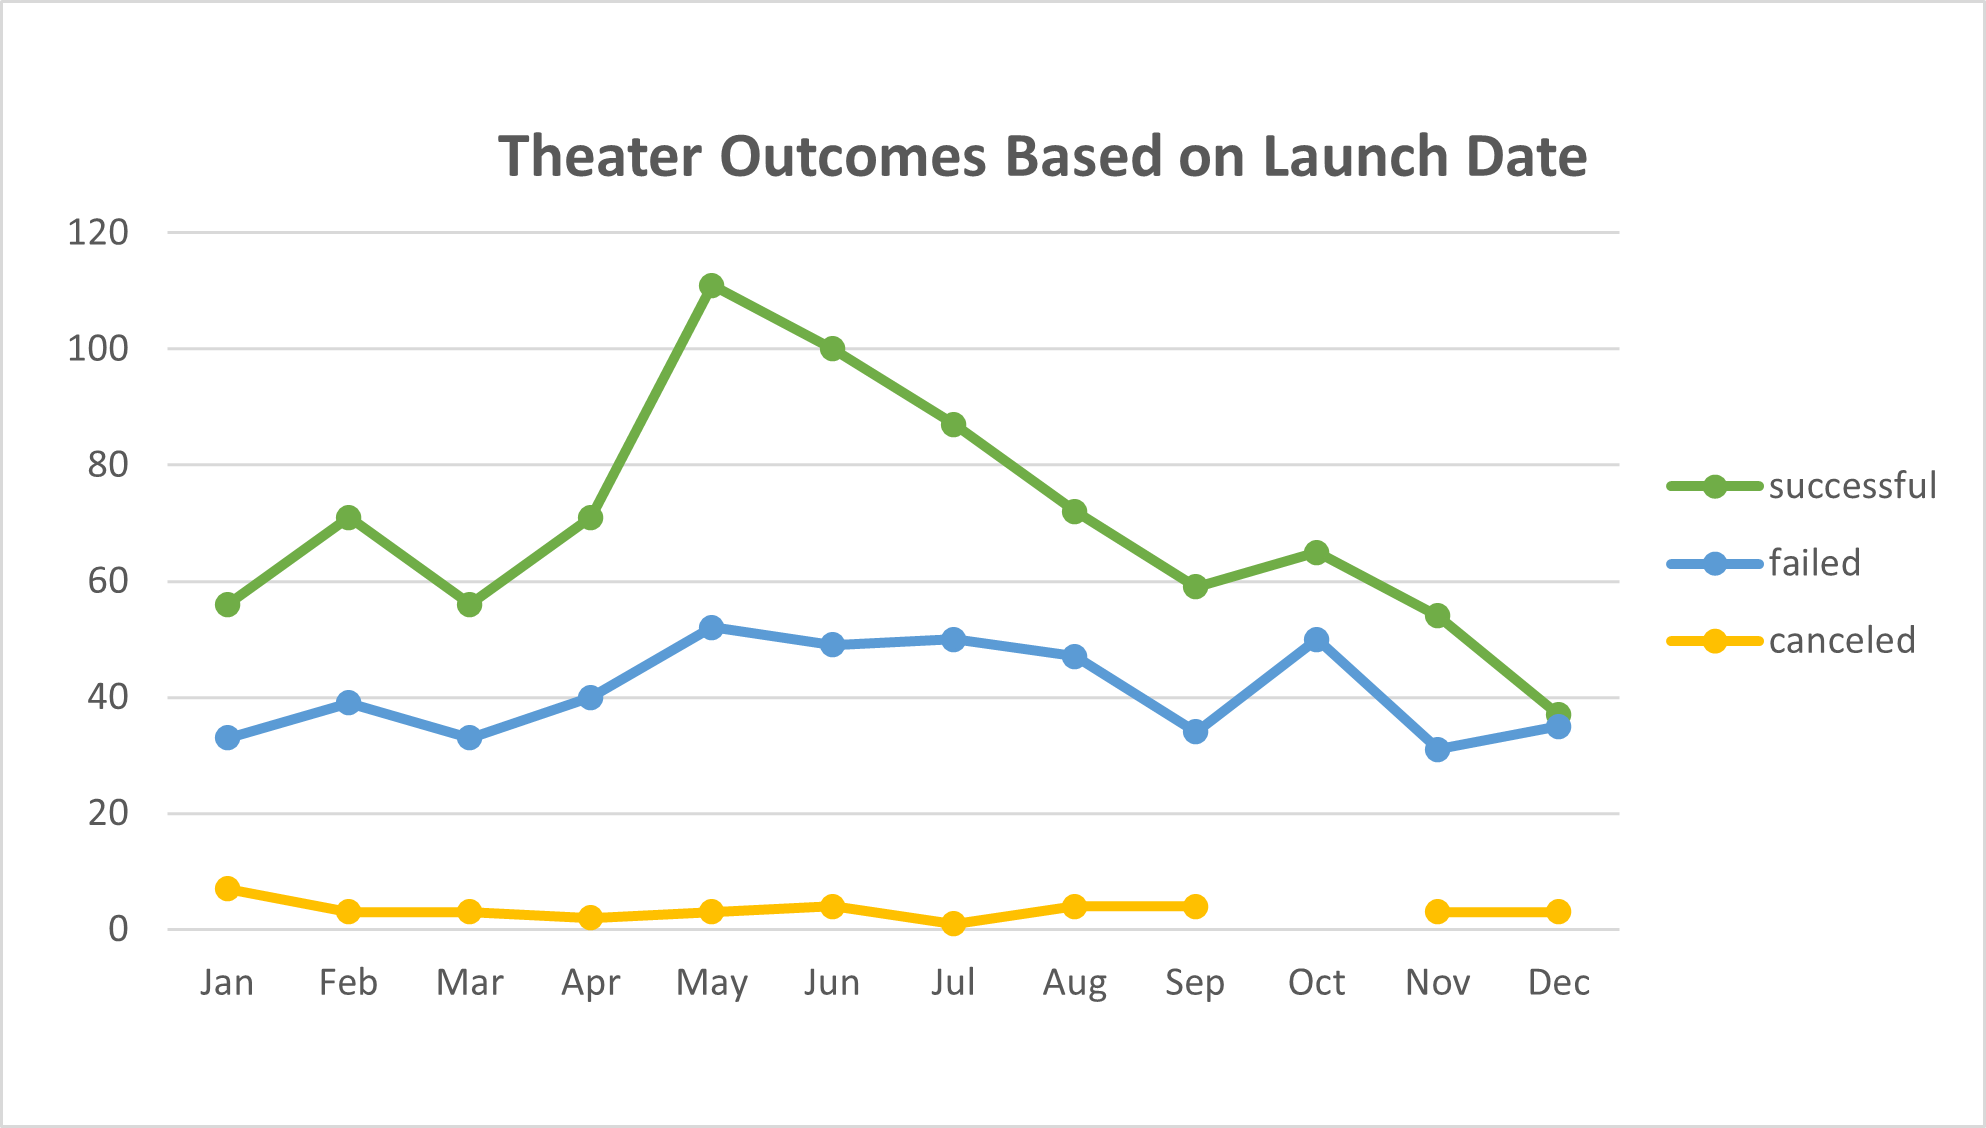 Theater Outcomes Based on Launch Date
120
100
80
60
40
20
0
Jan Feb Mar Apr May Jun Jul Aug Sep Oct Nov Dec
successful
failed
canceled